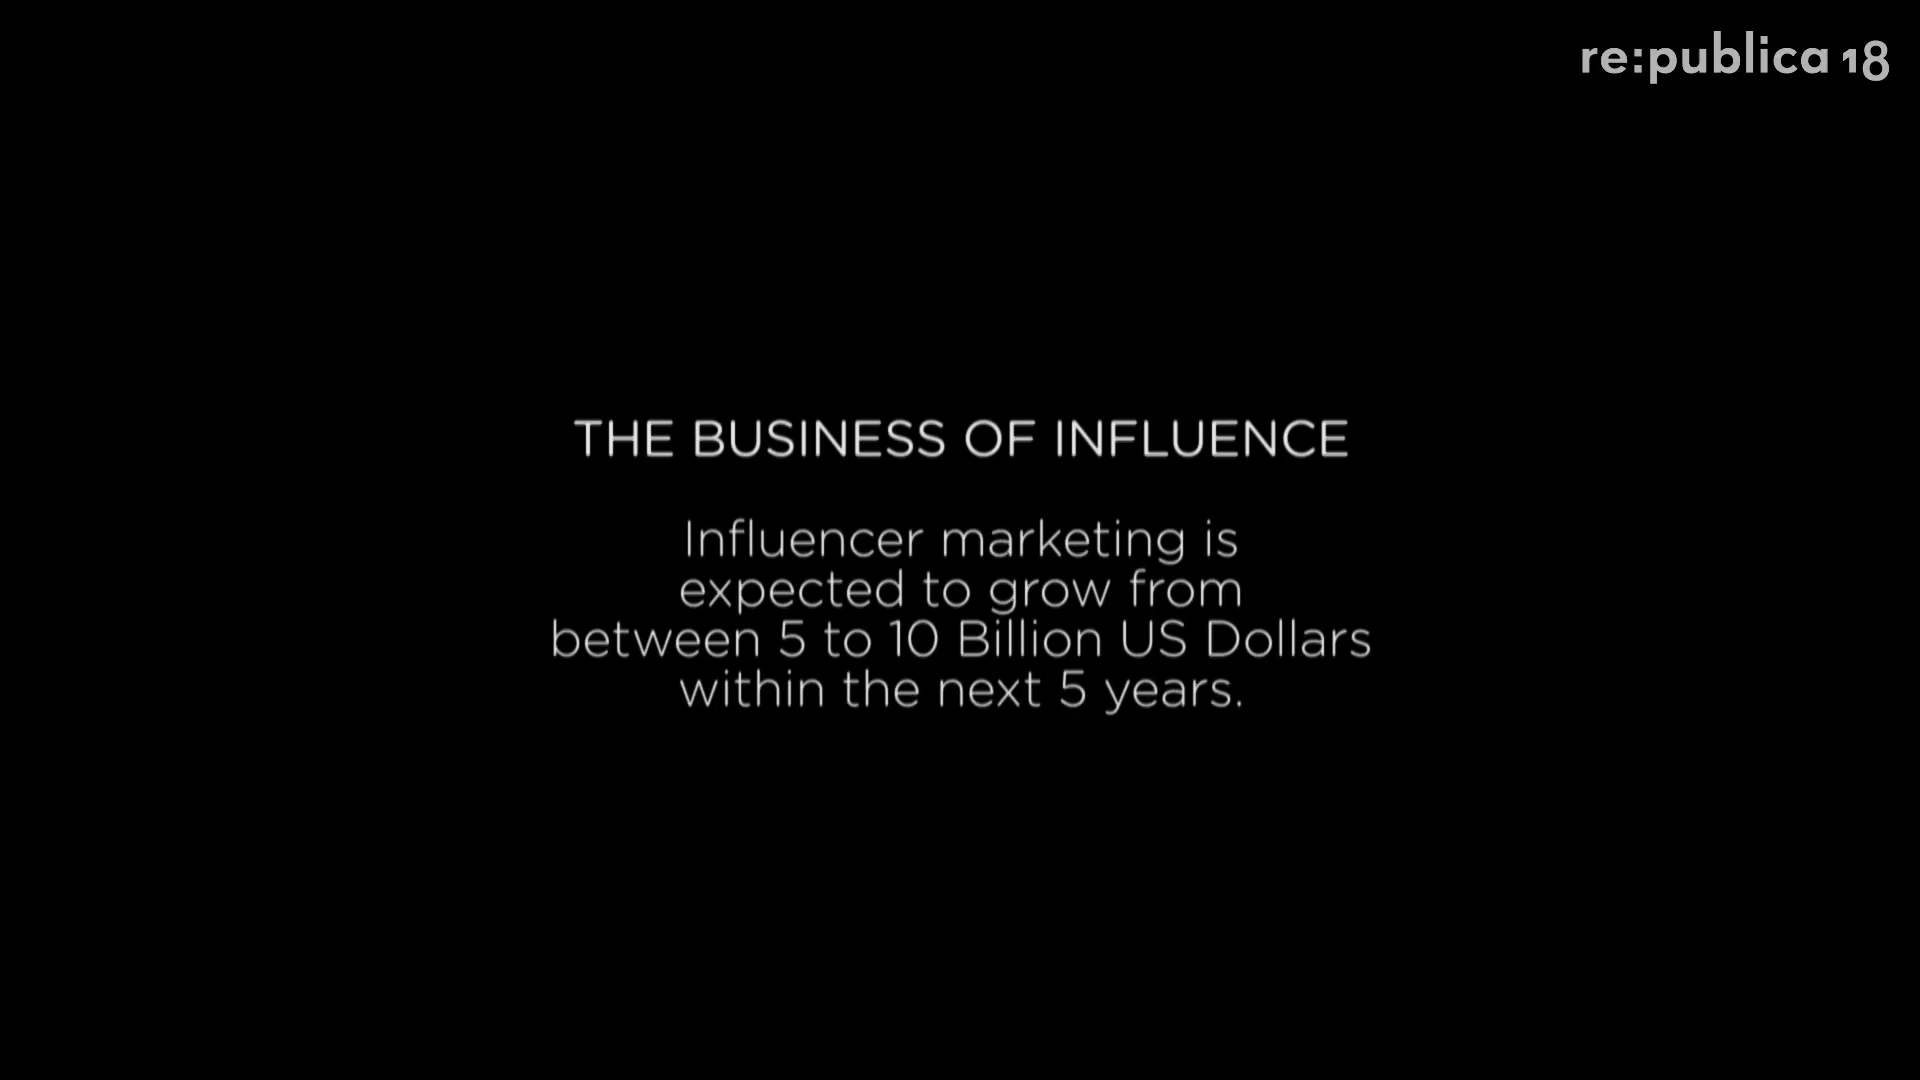 re:publica 18
THE BUSINESS OF INFLUENCE
Influencer marketing is
expected to grow from
between 5 to 10 Billion US Dollars
within the next 5 years.